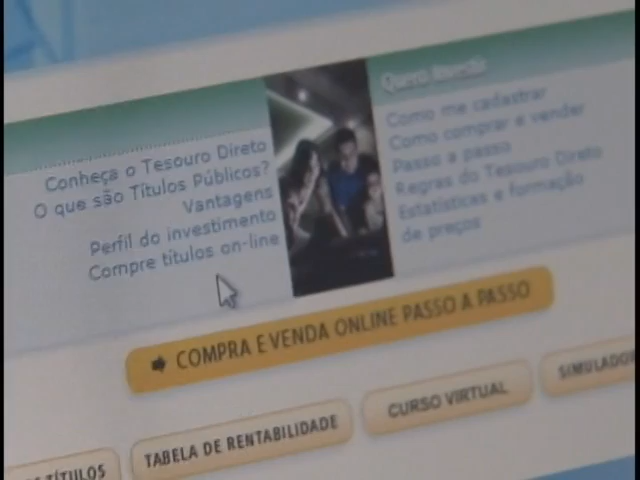 Conheça o Tesouro Direto
O que são Títulos Públicos?
Vantagens
Perfil do investimento
Compre títulos on-line
Quero investir
Como me cadastrar
Como comprar e vender
Passo a passo
Regras do Tesouro Direto
Estatísticas e formação
de preços
COMPRA E VENDA ONLINE PASSO A PASSO
TÍTULOS
TABELA DE RENTABILIDADE
CURSO VIRTUAL
SIMULADOR